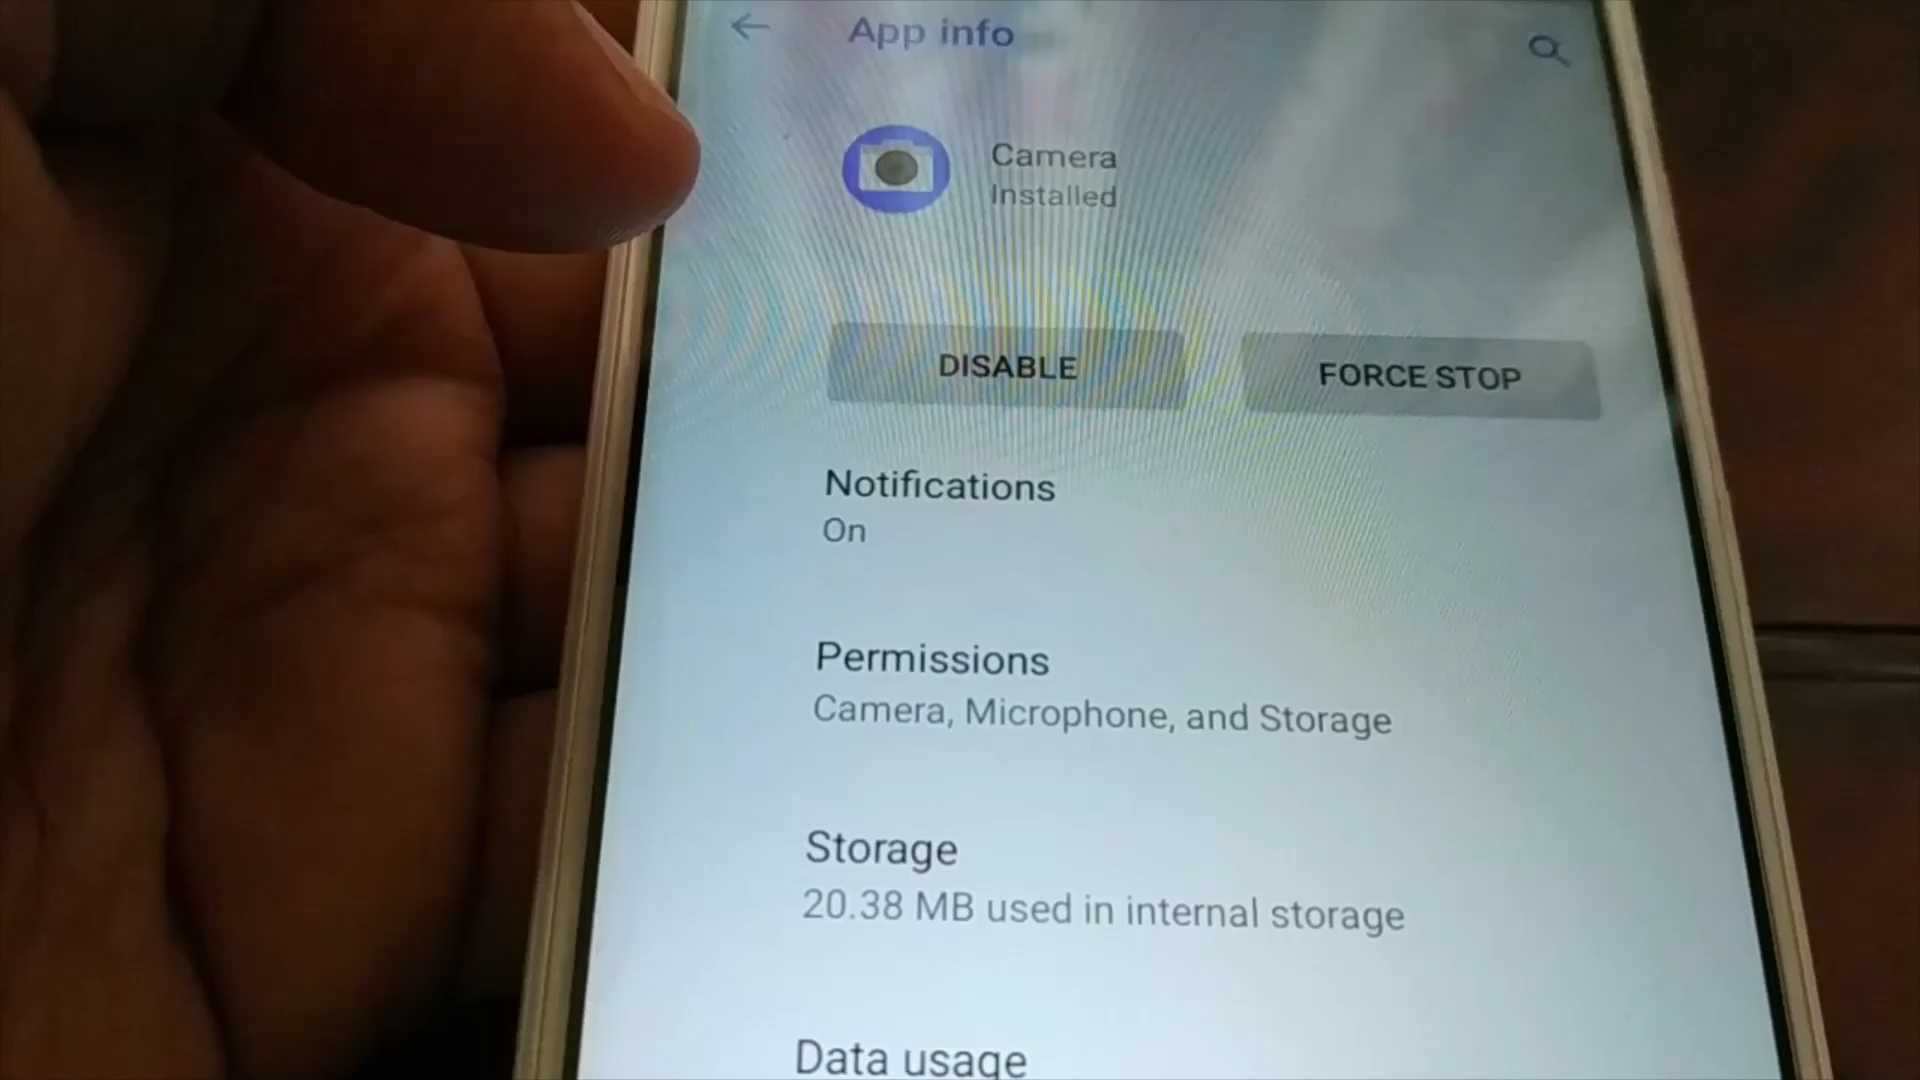 App info
Camera
Installed
DISABLE
FORCE STOP
Notifications
On
Permissions
Camera, Microphone, and Storage
Storage
20.38 MB used in internal storage
Data usage